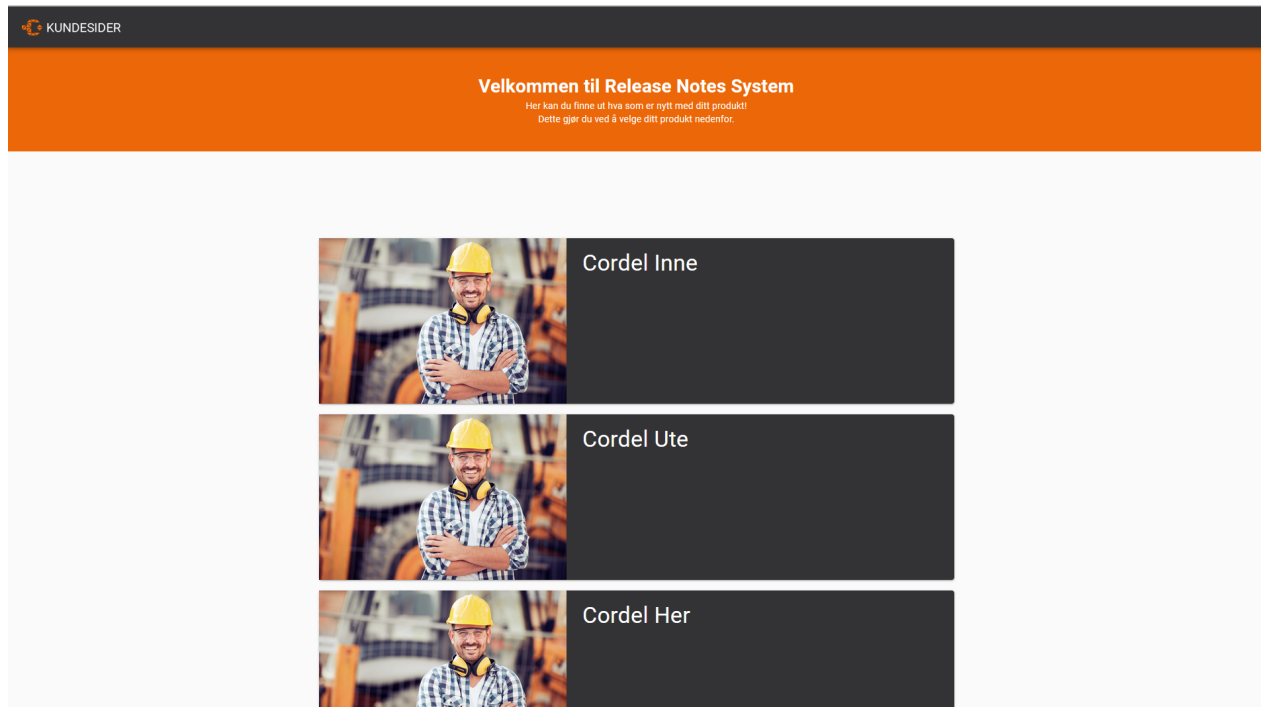 KUNDESIDER
Velkommen til Release Notes System
Her kan du finne ut hva som er nytt med ditt produkt!
Dette gjør du ved å velge ditt produkt nedenfor.
Cordel Inne
Cordel Ute
Cordel Her